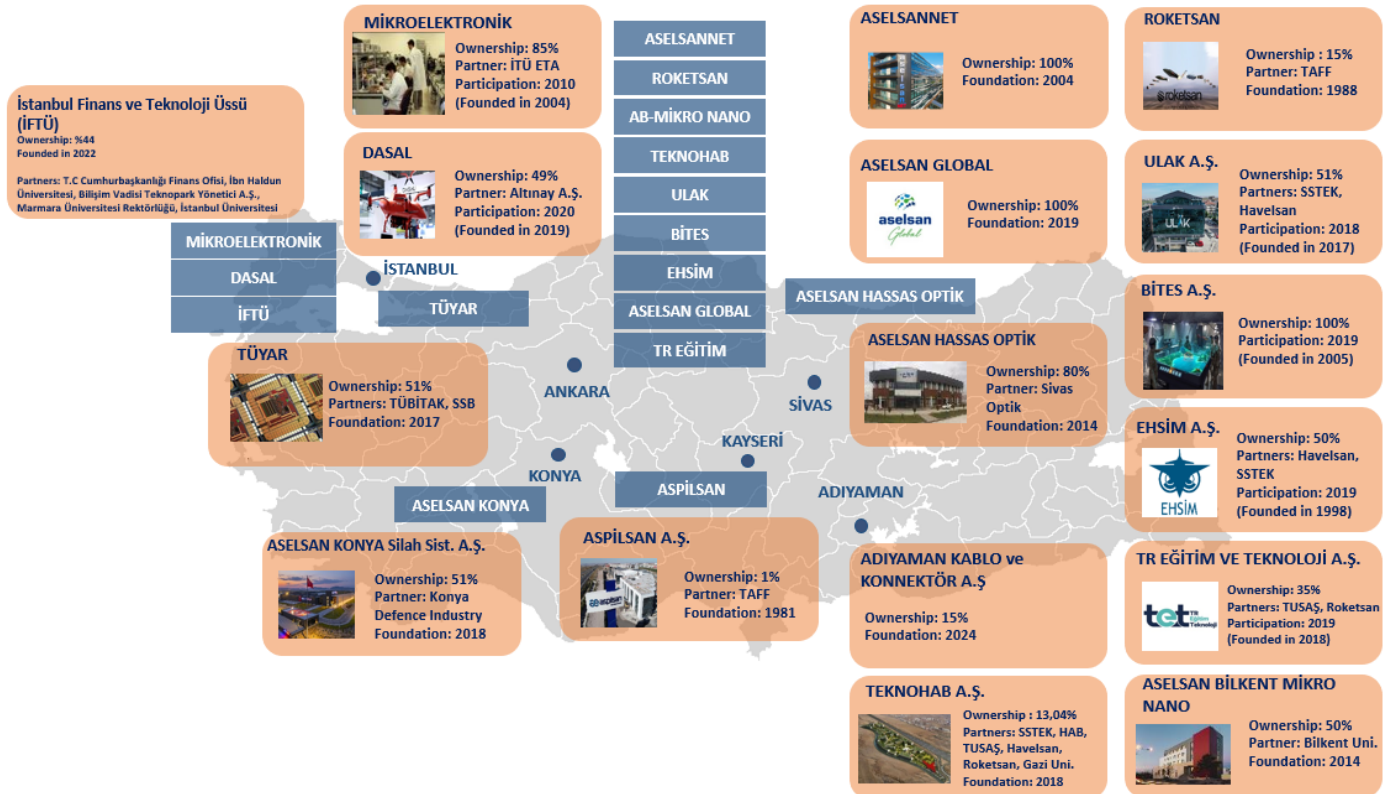 MİKROELEKTRONİK
Ownership: 85%
Partner: İTÜ ETA
Participation: 2010
(Founded in 2004)
İstanbul Finans ve Teknoloji Üssü
(İFTÜ)
Ownership: %44
Founded in 2022
Partners: T.C Cumhurbaşkanlığı Finans Ofisi, İbn Haldun
Üniversitesi, Bilişim Vadisi Teknopark Yönetici A.Ş.,
Marmara Üniversitesi Rektörlüğü, İstanbul Üniversitesi
DASAL
Ownership: 49%
Partner: Altınay A.Ş.
Participation: 2020
(Founded in 2019)
MİKROELEKTRONİK
DASAL
İFTÜ
İSTANBUL
TÜYAR
TÜYAR
Ownership: 51%
Partners: TÜBİTAK, SSB
Foundation: 2017
ASELSANNET
ROKETSAN
AB-MİKRO NANO
TEKNOHAB
ULAK
BİTES
EHSİM
ASELSAN GLOBAL
TR EĞİTİM
ANKARA
KONYA
ASELSAN KONYA
ASELSAN KONYA Silah Sist. A.Ş.
Ownership: 51%
Partner: Konya
Defence Industry
Foundation: 2018
KAYSERİ
ASPİLSAN
ASPİLSAN A.Ş.
aspilsan
Ownership: 1%
Partner: TAFF
Foundation: 1981
SİVAS
ADIYAMAN
ASELSANNET
Ownership: 100%
Foundation: 2004
ASELSAN GLOBAL
aselsan
Global
Ownership: 100%
Foundation: 2019
ASELSAN HASSAS OPTİK
ASELSAN HASSAS OPTİK
Ownership: 80%
Partner: Sivas
Optik
Foundation: 2014
ADIYAMAN KABLO ve
KONNEKTÖR A.Ş
Ownership: 15%
Foundation: 2024
TEKNOHAB A.Ş.
Ownership : 13,04%
Partners: SSTEK, HAB,
TUSAŞ, Havelsan,
Roketsan, Gazi Uni.
Foundation: 2018
ROKETSAN
roketsan
Ownership : 15%
Partner: TAFF
Foundation: 1988
ULAK A.Ş.
ULAK
Ownership: 51%
Partners: SSTEK,
Havelsan
Participation: 2018
(Founded in 2017)
BİTES A.Ş.
Ownership: 100%
Participation: 2019
(Founded in 2005)
EHSİM A.Ş.
EHSİM
Ownership: 50%
Partners: Havelsan,
SSTEK
Participation: 2019
(Founded in 1998)
TR EĞİTİM VE TEKNOLOJİ A.Ş.
tet TR
Eğitim
Teknoloji
Ownership: 35%
Partners: TUSAŞ, Roketsan
Participation: 2019
(Founded in 2018)
ASELSAN BİLKENT MİKRO
NANO
Ownership: 50%
Partner: Bilkent Uni.
Foundation: 2014